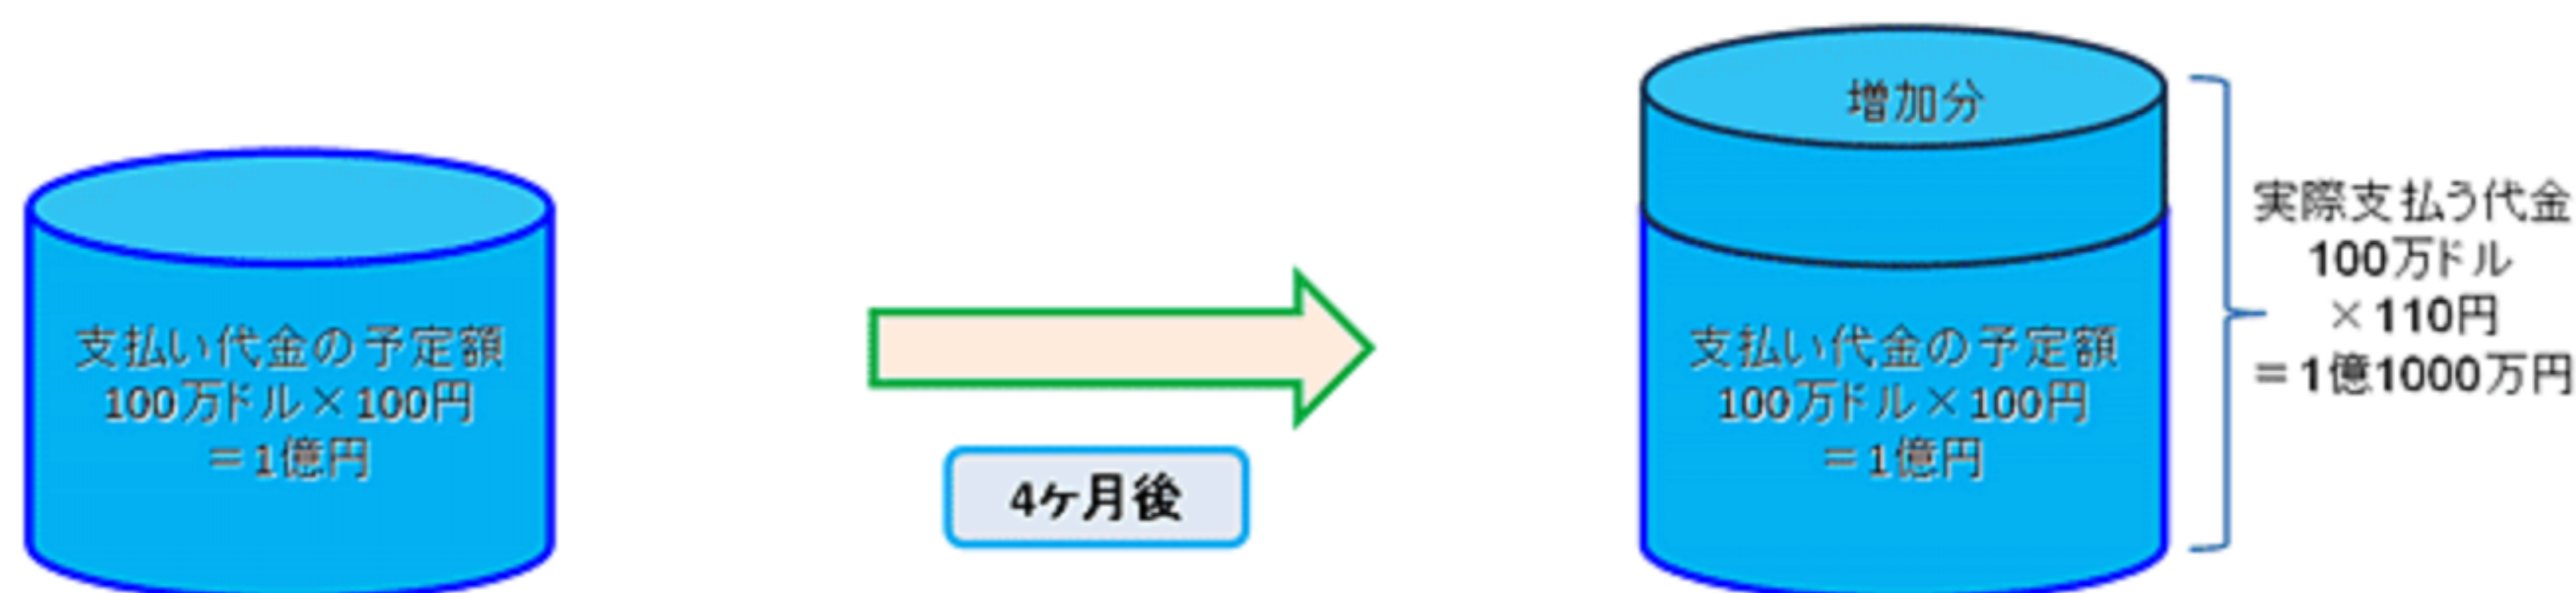 支払い代金の予定額
100万ドル×100円
＝1億円
4ヶ月後
増加分
支払い代金の予定額
100万ドル×100円
＝1億円
実際支払う代金
100万ドル
×110円
＝1億1000万円